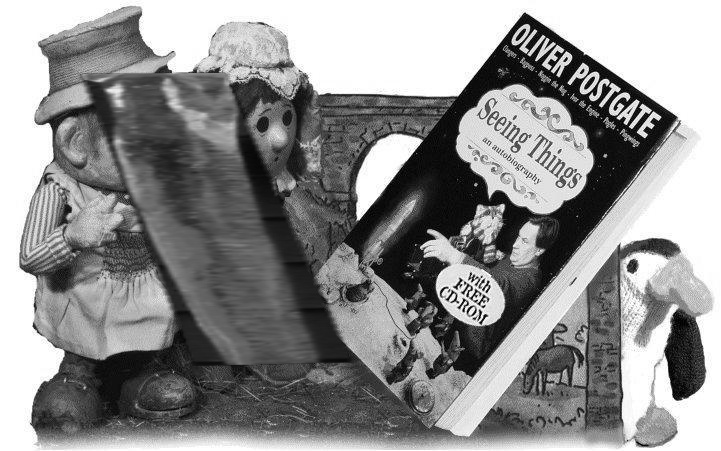 OLIVER POSTGATE
Clangers - Bagpuss - Noggin the Nog - Ivor the Engine - Pogles - Pingwings
Seeing Things
an autobiography
with
FREE
CD-ROM